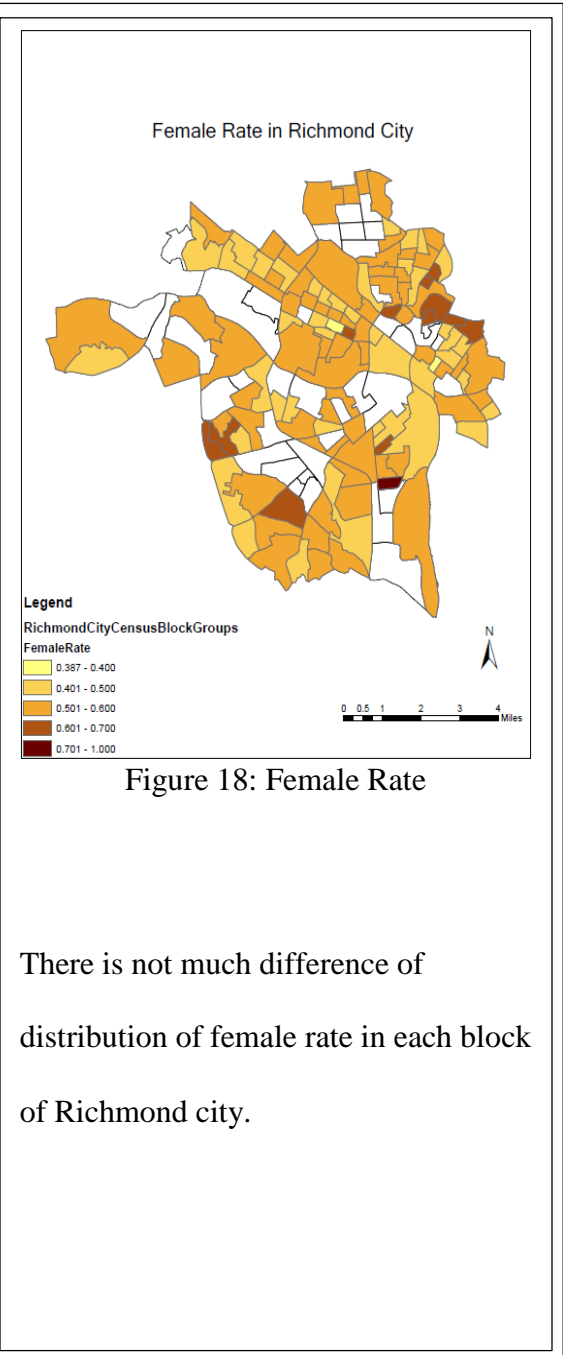 Female Rate in Richmond City
Legend
RichmondCityCensusBlockGroups
FemaleRate
0.387 - 0.400
0.401 - 0.500
0.501 - 0.600
0.601 - 0.700
0.701 - 1.000
N
0 0.5 1 2 3 4
Miles
Figure 18: Female Rate
There is not much difference of
distribution of female rate in each block
of Richmond city.